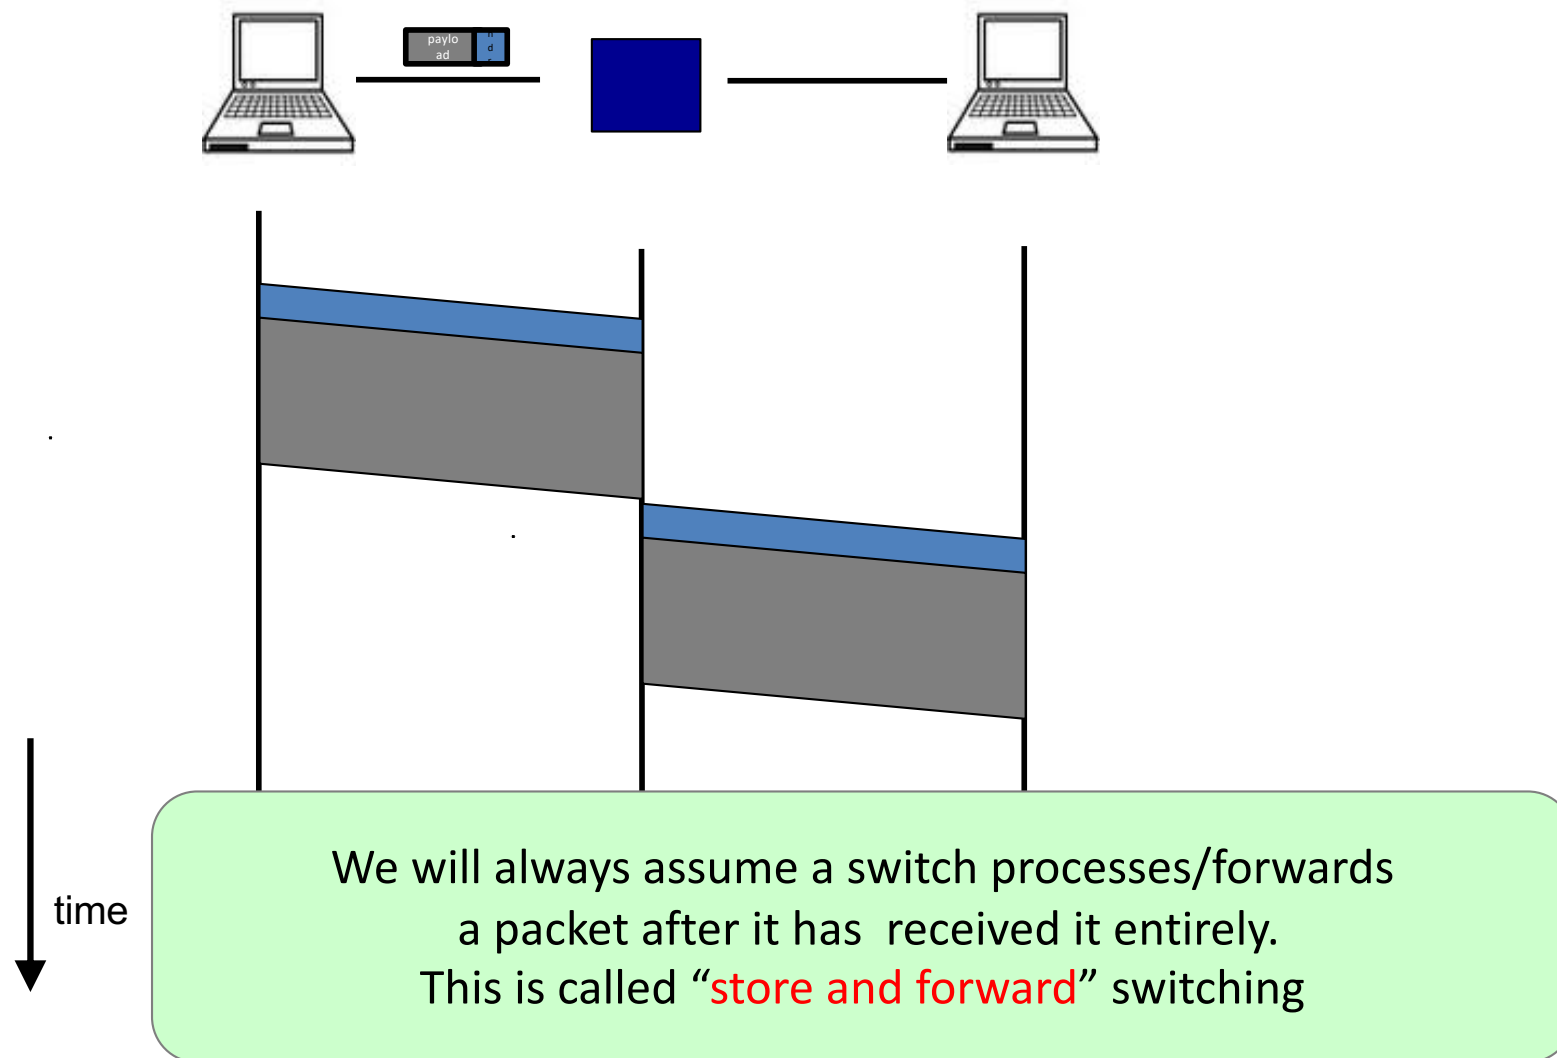 paylo
ad
time
We will always assume a switch processes/forwards
a packet after it has  received it entirely.
This is called “store and forward” switching